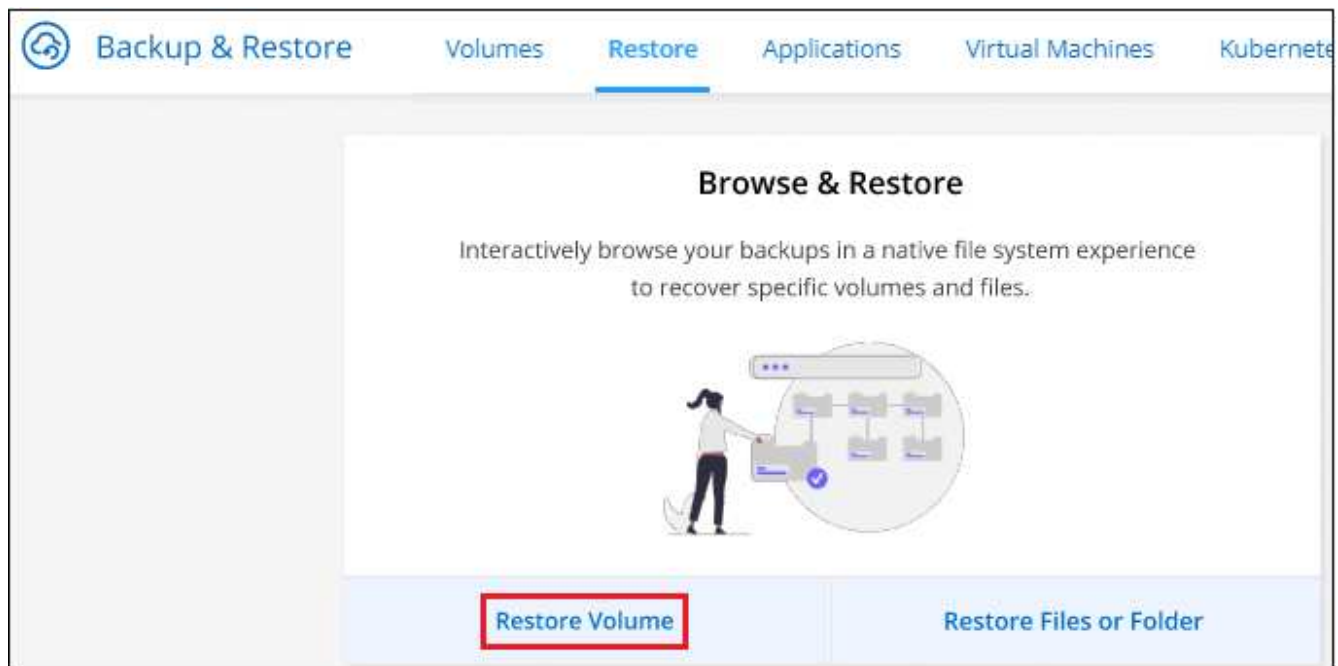 Backup & Restore Volumes Restore Applications Virtual Machines Kubernete
Browse & Restore
Interactively browse your backups in a native file system experience
to recover specific volumes and files.
Restore Volume Restore Files or Folder